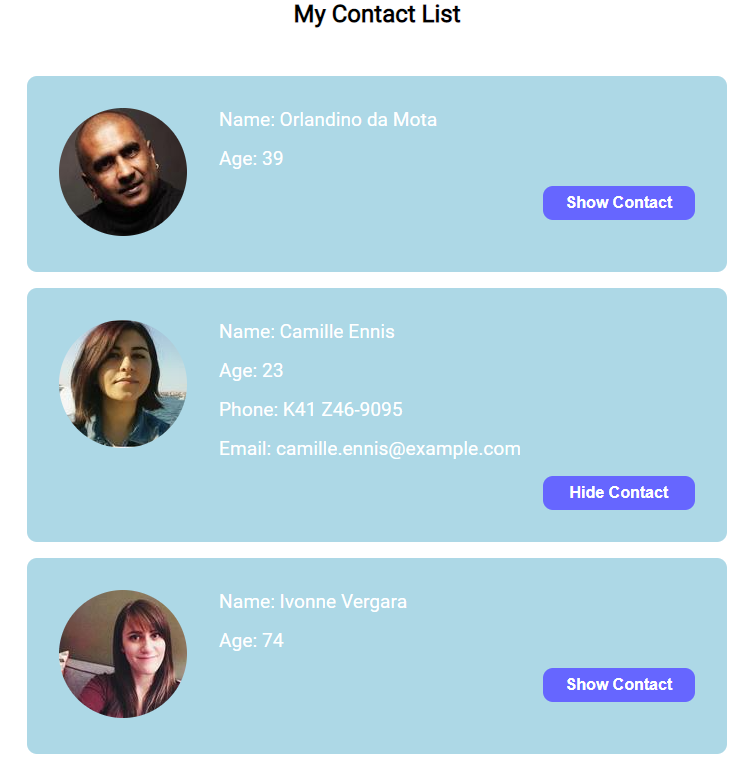 My Contact List
Name: Orlandino da Mota
Age: 39
Show Contact
Name: Camille Ennis
Age: 23
Phone: K41 Z46-9095
Email: camille.ennis@example.com
Hide Contact
Name: Ivonne Vergara
Age: 74
Show Contact